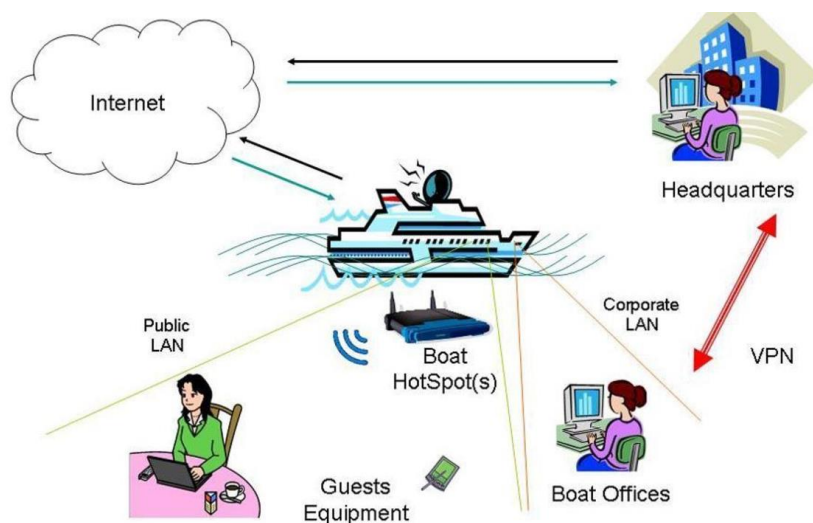 Internet
Headquarters
Corporate
LAN
Public
LAN
VPN
Boat
HotSpot(s)
Guests
Equipment
Boat Offices